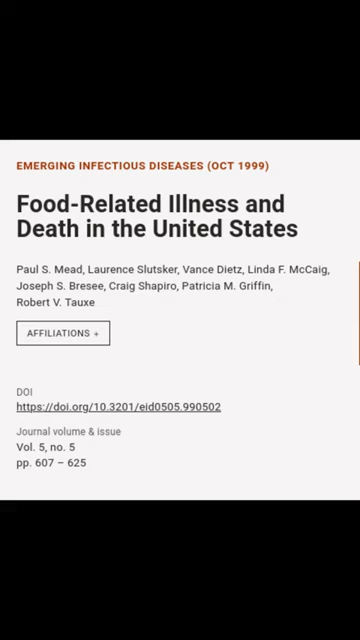 EMERGING INFECTIOUS DISEASES (OCT 1999)
Food-Related Illness and
Death in the United States
Paul S. Mead, Laurence Slutsker, Vance Dietz, Linda F. McCaig,
Joseph S. Bresee, Craig Shapiro, Patricia M. Griffin,
Robert V. Tauxe
AFFILIATIONS +
DOI
https://doi.org/10.3201/eid0505.990502
Journal volume & issue
Vol. 5, no. 5
pp. 607 – 625